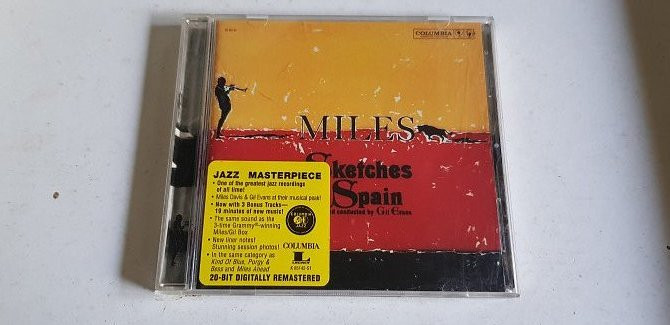 COLUMBIA
MILES
Sketches
Spain
conducted by Gil Evans
JAZZ MASTERPIECE
• One of the greatest jazz recordings
of all time!
• Miles Davis & Gil Evans at their musical peak!
• Now with 3 Bonus Tracks—
19 minutes of new music!
• The same sound as the
3-time Grammy®-winning
Miles/Gil Box
• New liner notes!
Stunning session photos!
• In the same category as
Kind Of Blue, Porgy &
Bess and Miles Ahead
20-BIT DIGITALLY REMASTERED
COLUMBIA
JAZZ
COLUMBIA